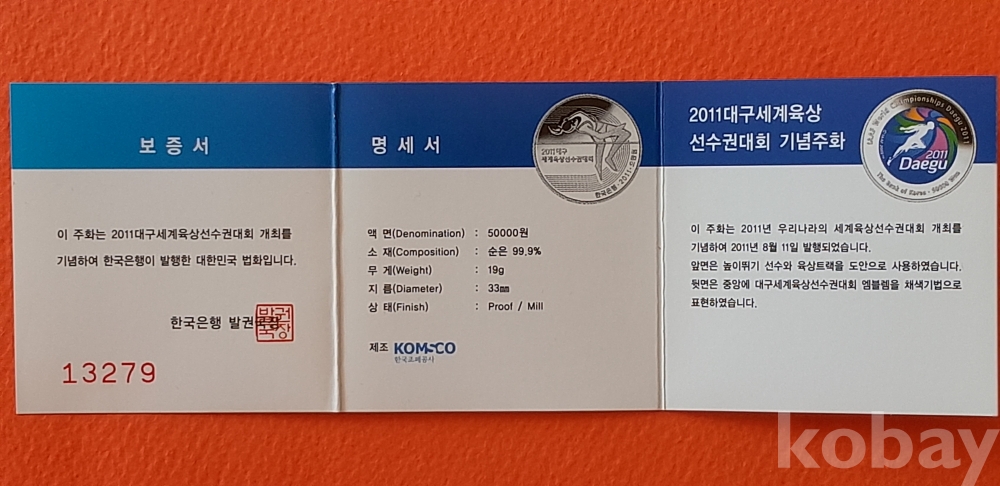 보증서
이 주화는 2011대구세계육상선수권대회 개최를
기념하여 한국은행이 발행한 대한민국 법화입니다.
한국은행 발권국장
발권
국장
13279
명세서
2011대구
세계육상선수권대회
한국은행·2011·오만원
액 면(Denomination) : 50000원
소 재(Composition) : 순은 99.9%
무 게(Weight) : 19g
지 름(Diameter) : 33mm
상 태(Finish) : Proof / Mill
제조 KOMSCO
한국조폐공사
2011대구세계육상
선수권대회 기념주화
IAAF World Championships Daegu 2011
2011
Daegu
The Bank of Korea · 50000 Won
이 주화는 2011년 우리나라의 세계육상선수권대회 개최를
기념하여 2011년 8월 11일 발행되었습니다.
앞면은 높이뛰기 선수와 육상트랙을 도안으로 사용하였습니다.
뒷면은 중앙에 대구세계육상선수권대회 엠블렘을 채색기법으로
표현하였습니다.
kobay